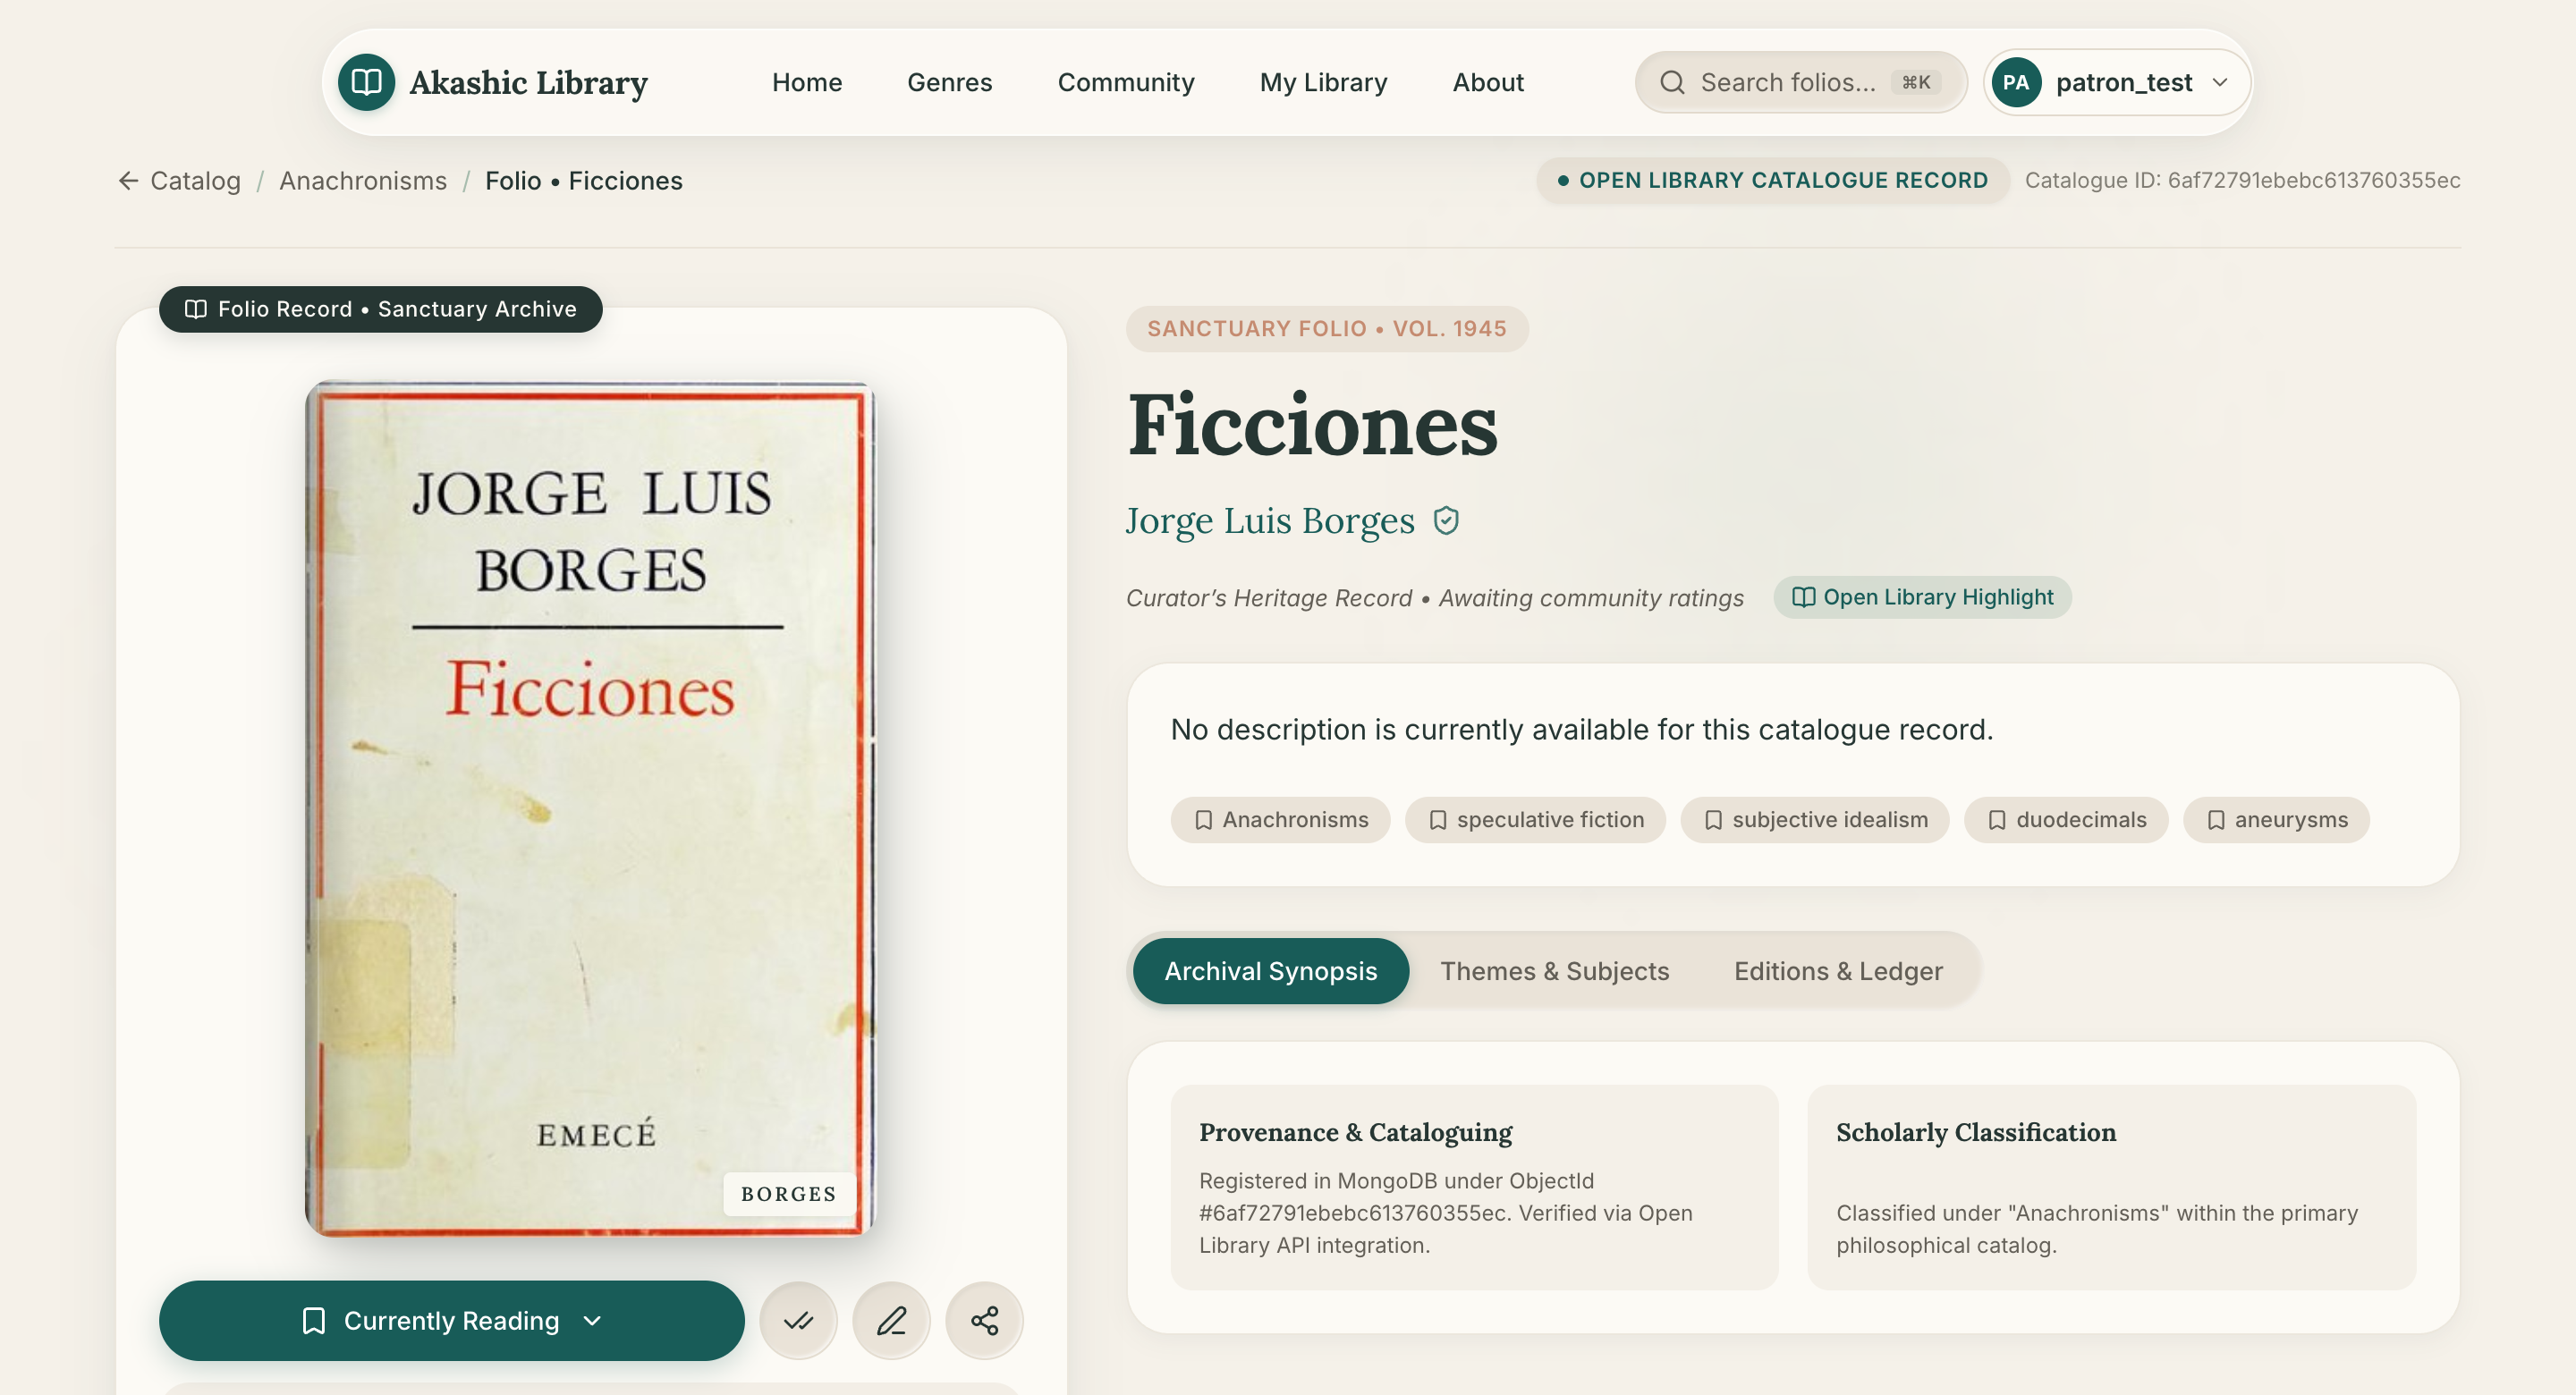 Akashic Library
Home
Genres
Community
My Library
About
Search folios...
⌘K
PA
patron_test
Catalog / Anachronisms / Folio • Ficciones
OPEN LIBRARY CATALOGUE RECORD
Catalogue ID: 6af72791ebebc613760355ec
Folio Record • Sanctuary Archive
JORGE LUIS
BORGES
Ficciones
EMECÉ
BORGES
Currently Reading
SANCTUARY FOLIO • VOL. 1945
Ficciones
Jorge Luis Borges
Curator’s Heritage Record • Awaiting community ratings
Open Library Highlight
No description is currently available for this catalogue record.
Anachronisms
speculative fiction
subjective idealism
duodecimals
aneurysms
Archival Synopsis
Themes & Subjects
Editions & Ledger
Provenance & Cataloguing
Registered in MongoDB under ObjectId
#6af72791ebebc613760355ec. Verified via Open
Library API integration.
Scholarly Classification
Classified under "Anachronisms" within the primary
philosophical catalog.